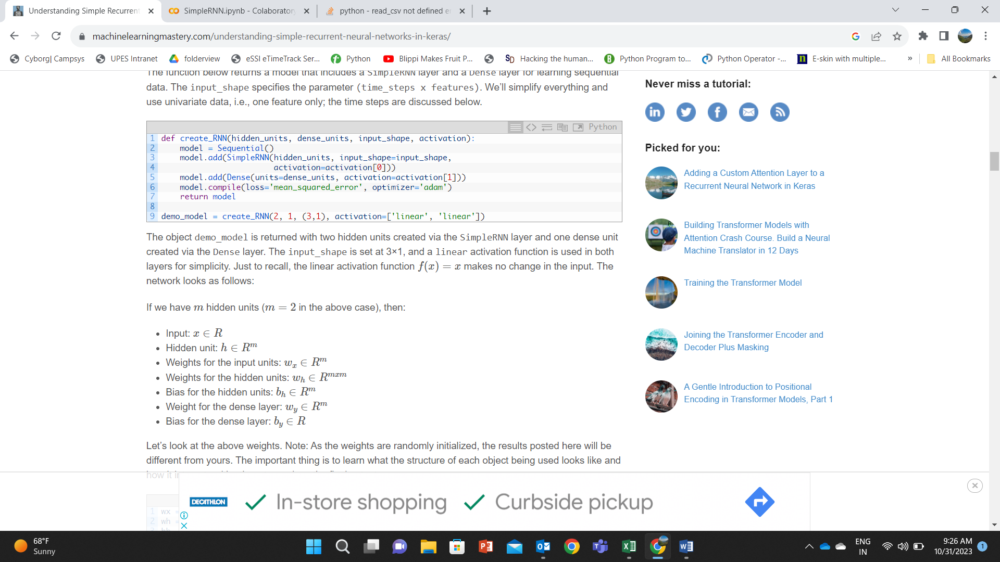 Understanding Simple Recurrent
SimpleRNN.ipynb - Colaboratory
python - read_csv not defined er
machinelearningmastery.com/understanding-simple-recurrent-neural-networks-in-keras/
Cyborg| Campsys
UPES Intranet
folderview
eSSI eTimeTrack Ser...
Python
Blippi Makes Fruit P...
SD Hacking the human...
B Python Program to...
Python Operator -...
n E-skin with multiple...
»
All Bookmarks
The function below returns a model that includes a SimpleRNN layer and a Dense layer for learning sequential
data. The input_shape specifies the parameter (time_steps x features). We’ll simplify everything and
use univariate data, i.e., one feature only; the time steps are discussed below.
Python
1 def create_RNN(hidden_units, dense_units, input_shape, activation):
2     model = Sequential()
3     model.add(SimpleRNN(hidden_units, input_shape=input_shape,
4                         activation=activation[0]))
5     model.add(Dense(units=dense_units, activation=activation[1]))
6     model.compile(loss='mean_squared_error', optimizer='adam')
7     return model
8
9 demo_model = create_RNN(2, 1, (3,1), activation=['linear', 'linear'])
The object demo_model is returned with two hidden units created via the SimpleRNN layer and one dense unit
created via the Dense layer. The input_shape is set at 3×1, and a linear activation function is used in both
layers for simplicity. Just to recall, the linear activation function f(x) = x makes no change in the input. The
network looks as follows:
If we have m hidden units (m = 2 in the above case), then:
• Input: x ∈ R
• Hidden unit: h ∈ R^m
• Weights for the input units: w_x ∈ R^m
• Weights for the hidden units: w_h ∈ R^mxm
• Bias for the hidden units: b_h ∈ R^m
• Weight for the dense layer: w_y ∈ R^m
• Bias for the dense layer: b_y ∈ R
Let’s look at the above weights. Note: As the weights are randomly initialized, the results posted here will be
different from yours. The important thing is to learn what the structure of each object being used looks like and
how it
1 wx =
2 wh =
Never miss a tutorial:
in
f
Picked for you:
Adding a Custom Attention Layer to a
Recurrent Neural Network in Keras
Building Transformer Models with
Attention Crash Course. Build a Neural
Machine Translator in 12 Days
Training the Transformer Model
Joining the Transformer Encoder and
Decoder Plus Masking
A Gentle Introduction to Positional
Encoding in Transformer Models, Part 1
DECATHLON
In-store shopping
Curbside pickup
68°F
Sunny
ENG
IN
9:26 AM
10/31/2023
1